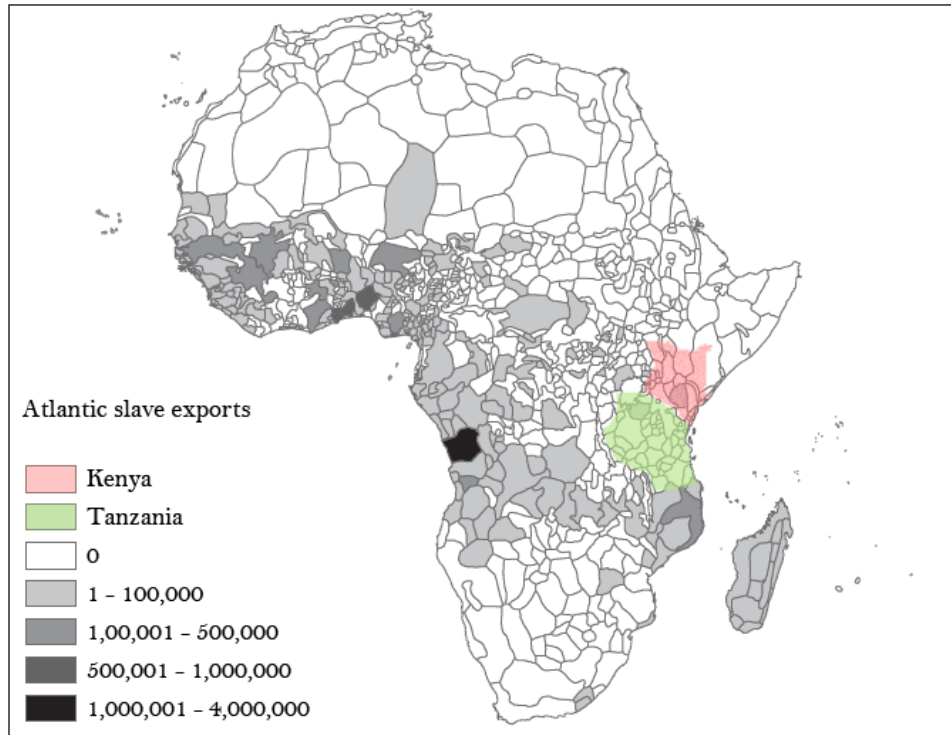 Atlantic slave exports
Kenya
Tanzania
0
1 – 100,000
1,00,001 – 500,000
500,001 – 1,000,000
1,000,001 – 4,000,000